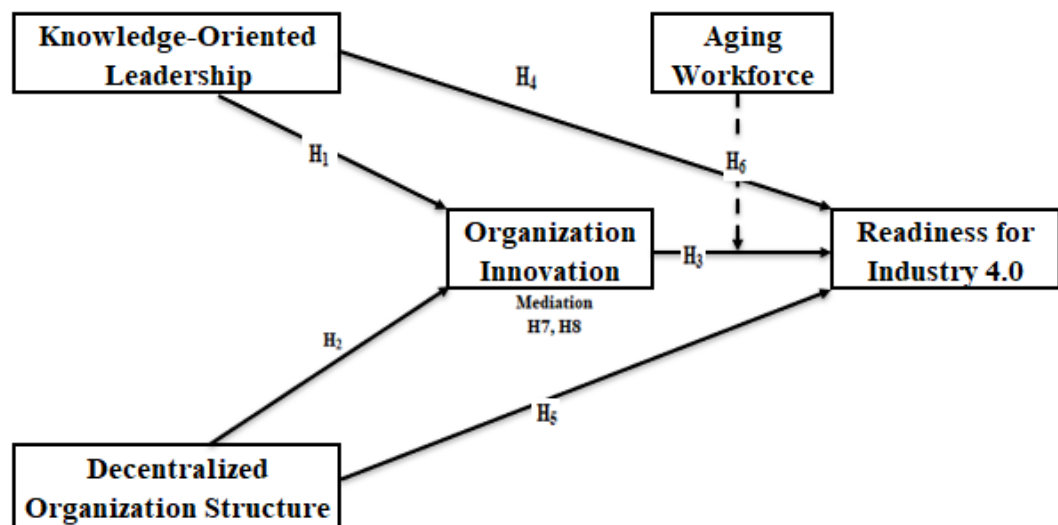 Knowledge-Oriented
Leadership
Aging
Workforce
H₄
H₁
H₆
Organization
Innovation
H₃
Readiness for
Industry 4.0
Mediation
H7, H8
H₂
H₅
Decentralized
Organization Structure